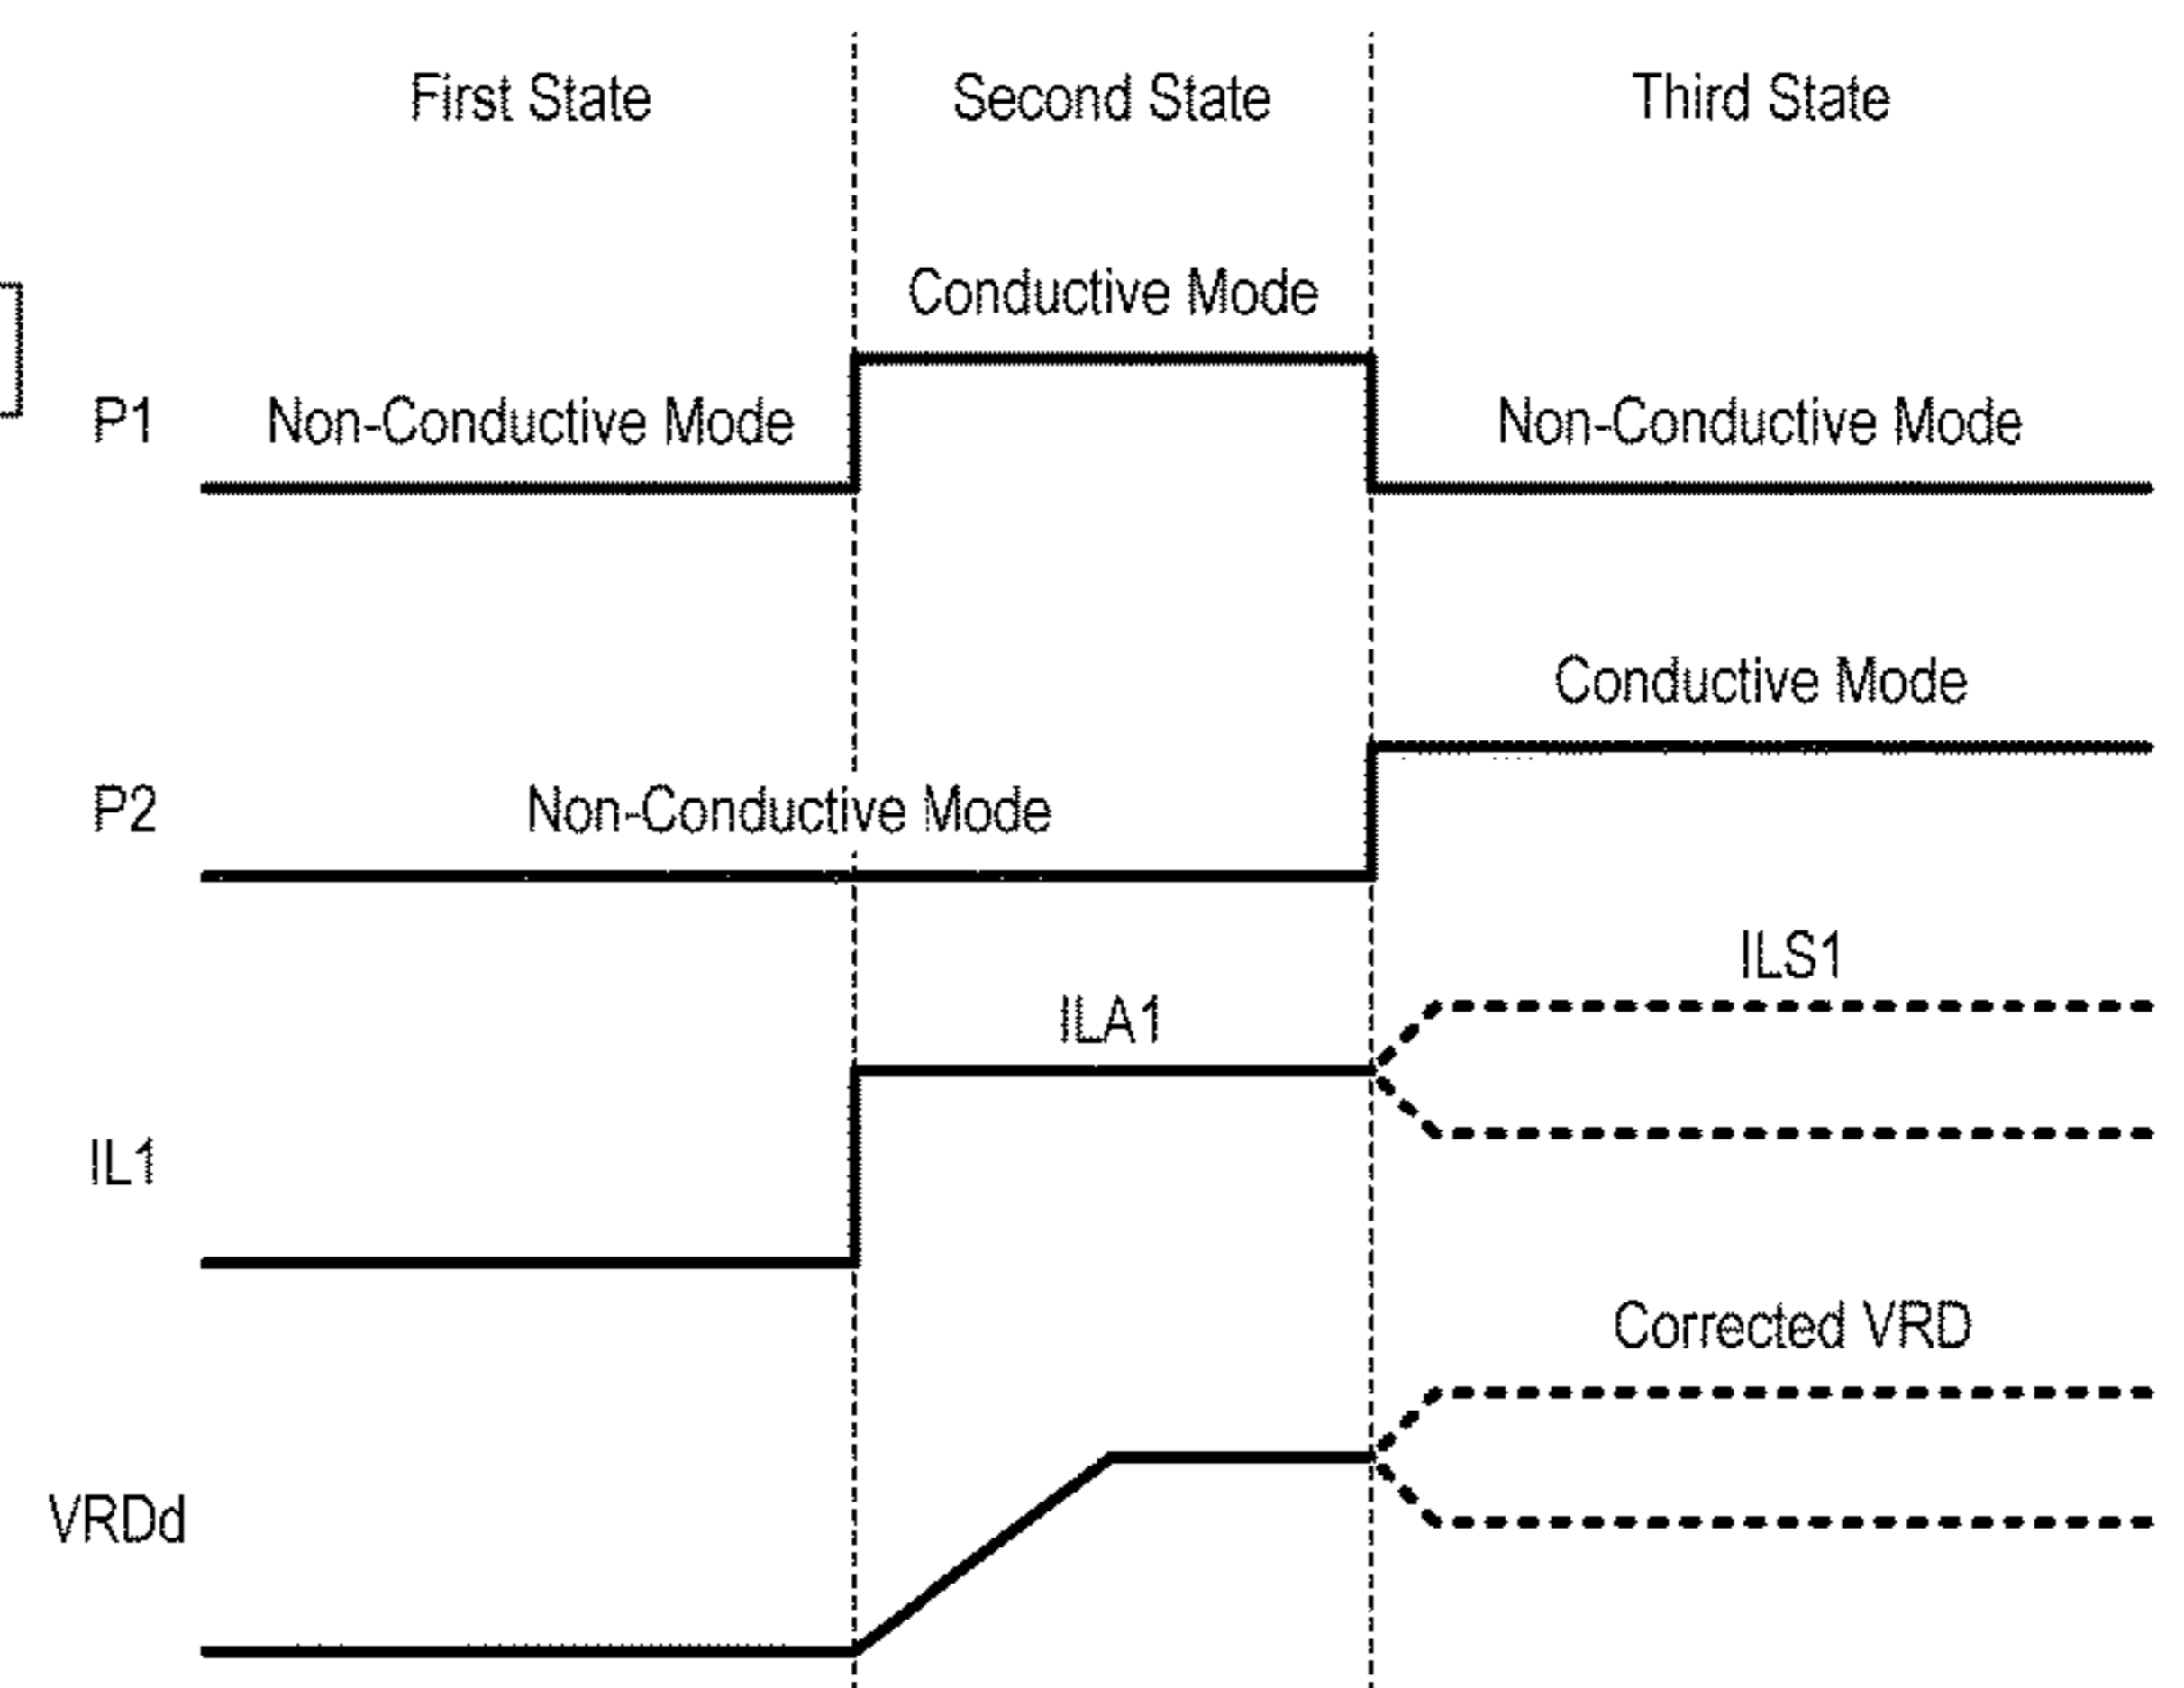 First State Second State Third State
Conductive Mode
P1 Non-Conductive Mode Non-Conductive Mode
Conductive Mode
P2 Non-Conductive Mode
ILS1
ILA1
IL1
Corrected VRD
VRDd